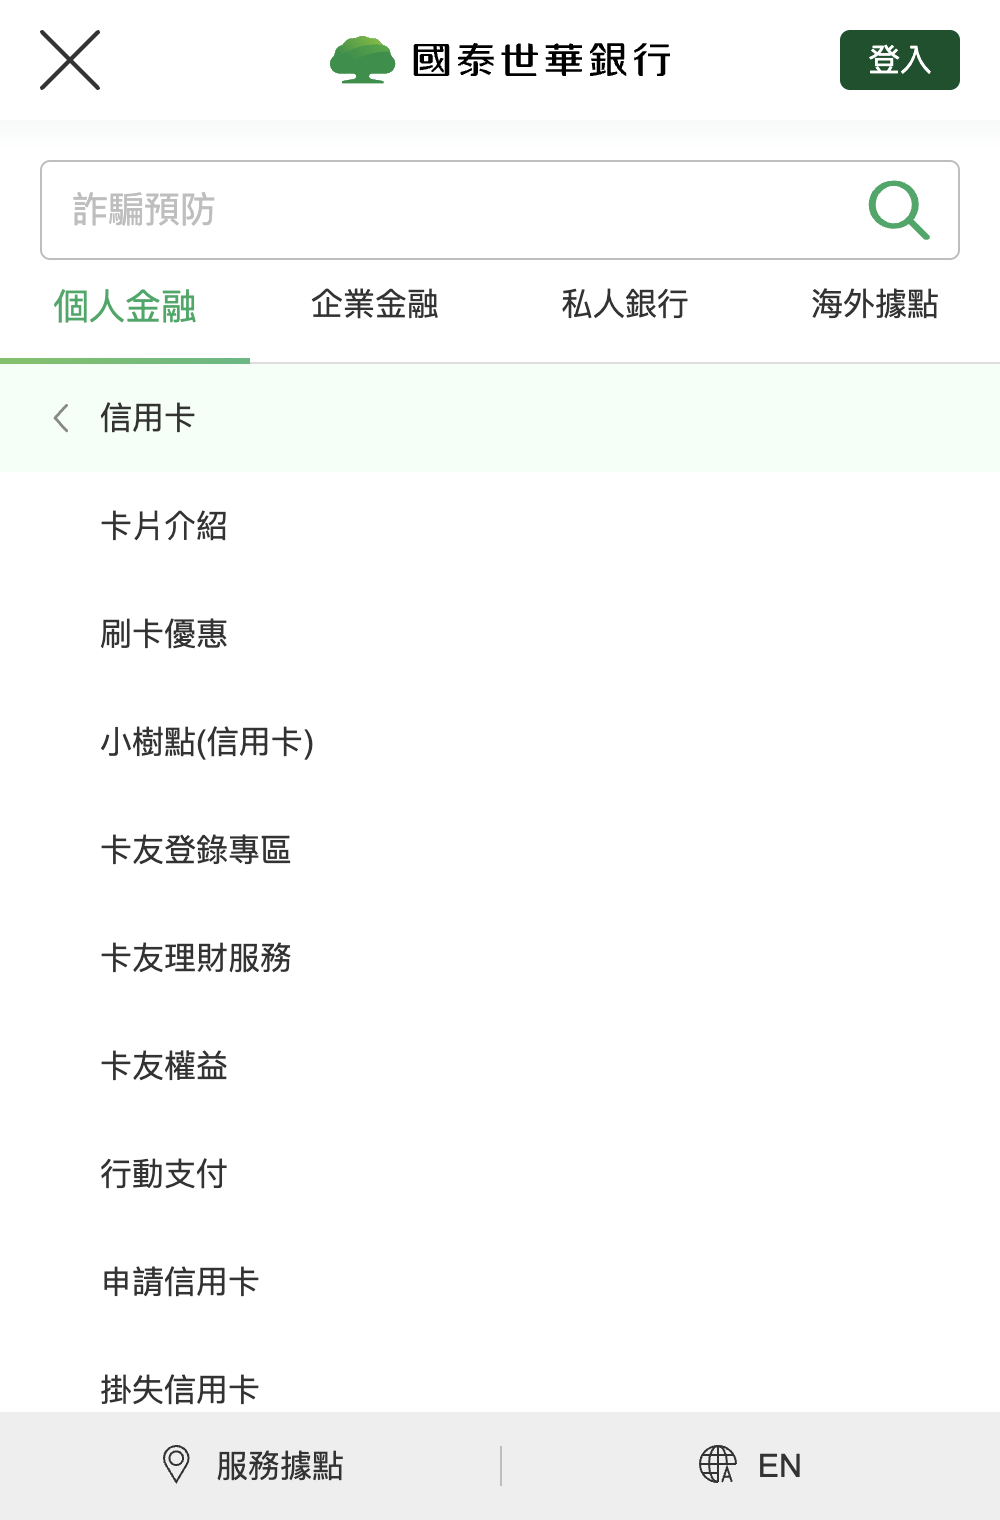 國泰世華銀行
登入
詐騙預防
個人金融
企業金融
私人銀行
海外據點
信用卡
卡片介紹
刷卡優惠
小樹點(信用卡)
卡友登錄專區
卡友理財服務
卡友權益
行動支付
申請信用卡
掛失信用卡
服務據點
EN